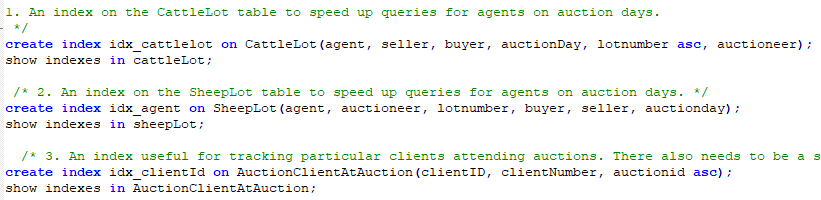 1. An index on the CattleLot table to speed up queries for agents on auction days.
*/
create index idx_cattlelot on CattleLot(agent, seller, buyer, auctionDay, lotnumber asc, auctioneer);
show indexes in cattleLot;
/* 2. An index on the SheepLot table to speed up queries for agents on auction days. */
create index idx_agent on SheepLot(agent, auctioneer, lotnumber, buyer, seller, auctionday);
show indexes in sheepLot;
/* 3. An index useful for tracking particular clients attending auctions. There also needs to be a s
create index idx_clientId on AuctionClientAtAuction(clientID, clientNumber, auctionid asc);
show indexes in AuctionClientAtAuction;